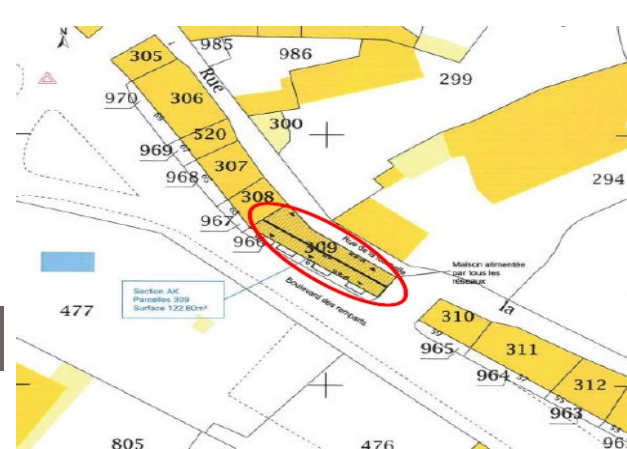 N
305
985
986
Rue
299
970
306
300
520
969
307
294
968
308
967
966
309
Rue de la
Maison alimentée
par tous les
réseaux
Section AK
Parcelles 309
Surface 122.80m²
Boulevard des remparts
477
la
310
965
311
964
312
963
805
476